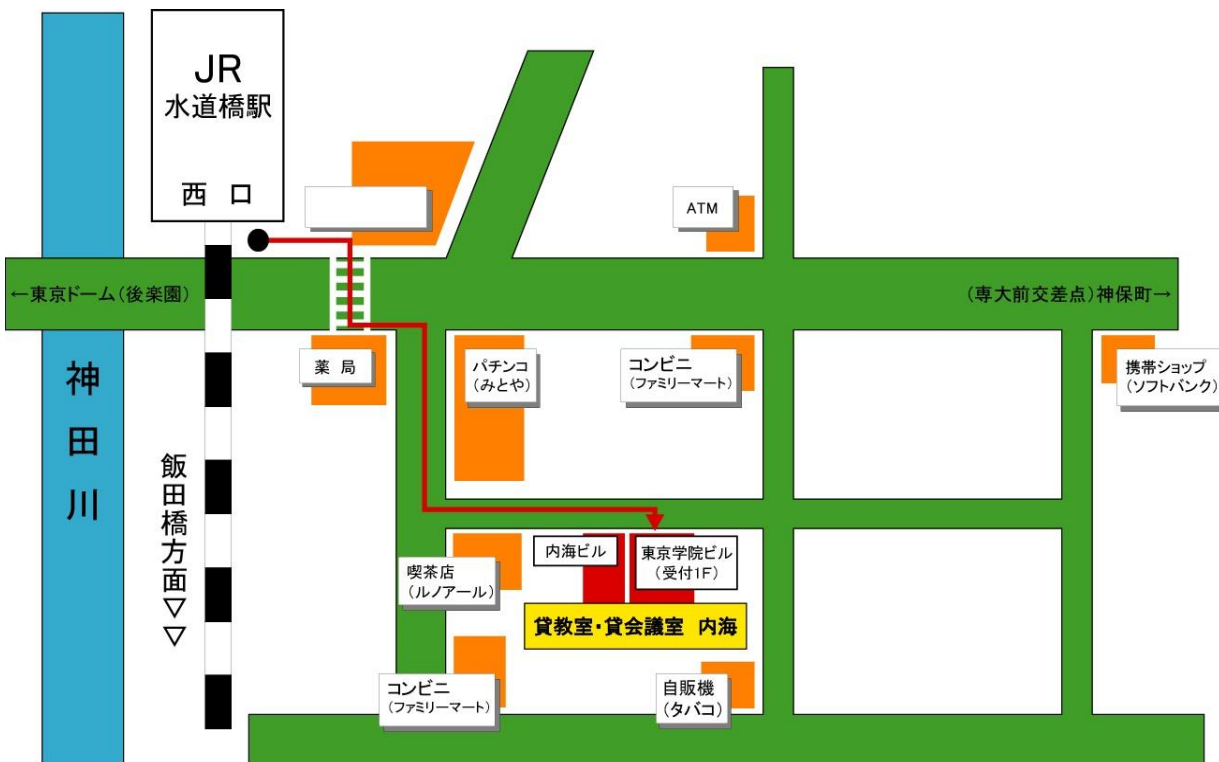 JR
水道橋駅
西 口
ATM
←東京ドーム(後楽園)
(専大前交差点)神保町→
神田川
飯田橋方面▽▽
薬 局
パチンコ
(みとや)
コンビニ
(ファミリーマート)
携帯ショップ
(ソフトバンク)
喫茶店
(ルノアール)
内海ビル
東京学院ビル
(受付1F)
貸教室・貸会議室 内海
コンビニ
(ファミリーマート)
自販機
(タバコ)